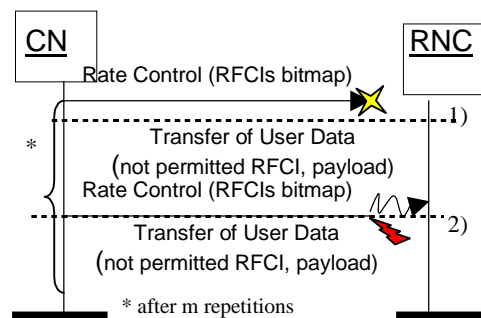 CN
RNC
Rate Control (RFCIs bitmap)
1)
Transfer of User Data
*
(not permitted RFCI, payload)
Rate Control (RFCIs bitmap)
2)
Transfer of User Data
(not permitted RFCI, payload)
* after m repetitions